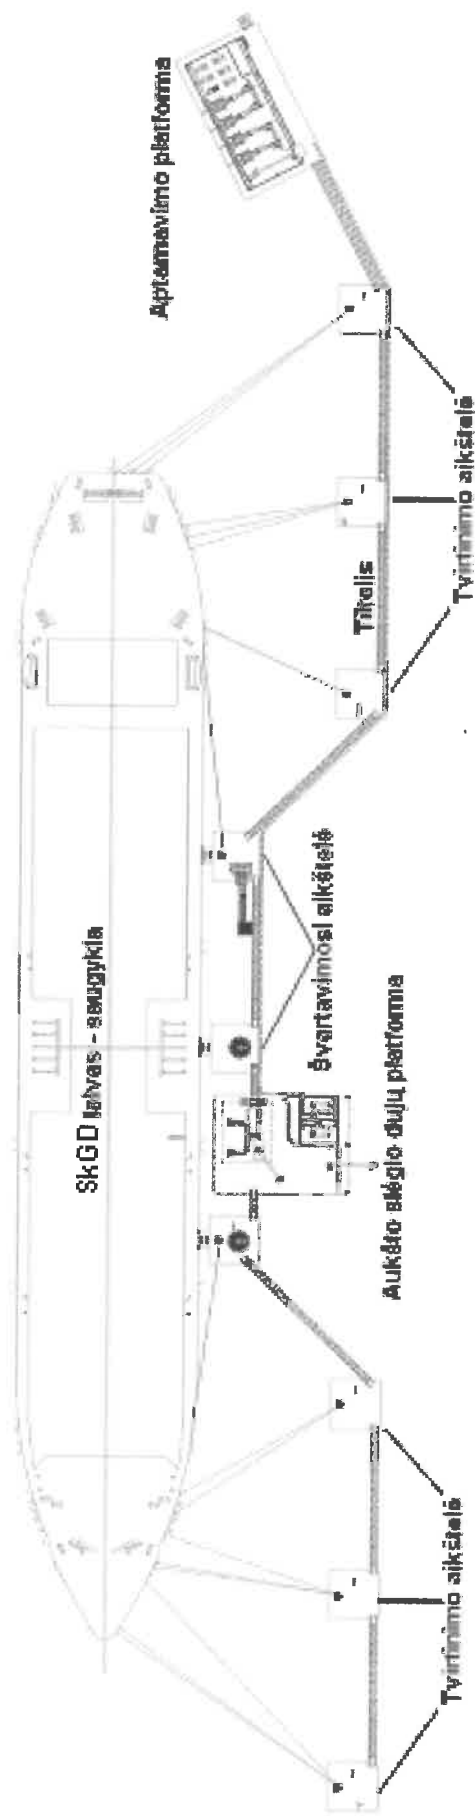 Aptarnavimo platforma
SkGD laivas - saugykla
Tiltelis
Tvirtinimo aikštelė
Švartavimosi aikštelė
Aukšto slėgio dujų platforma
Tvirtinimo aikštelė